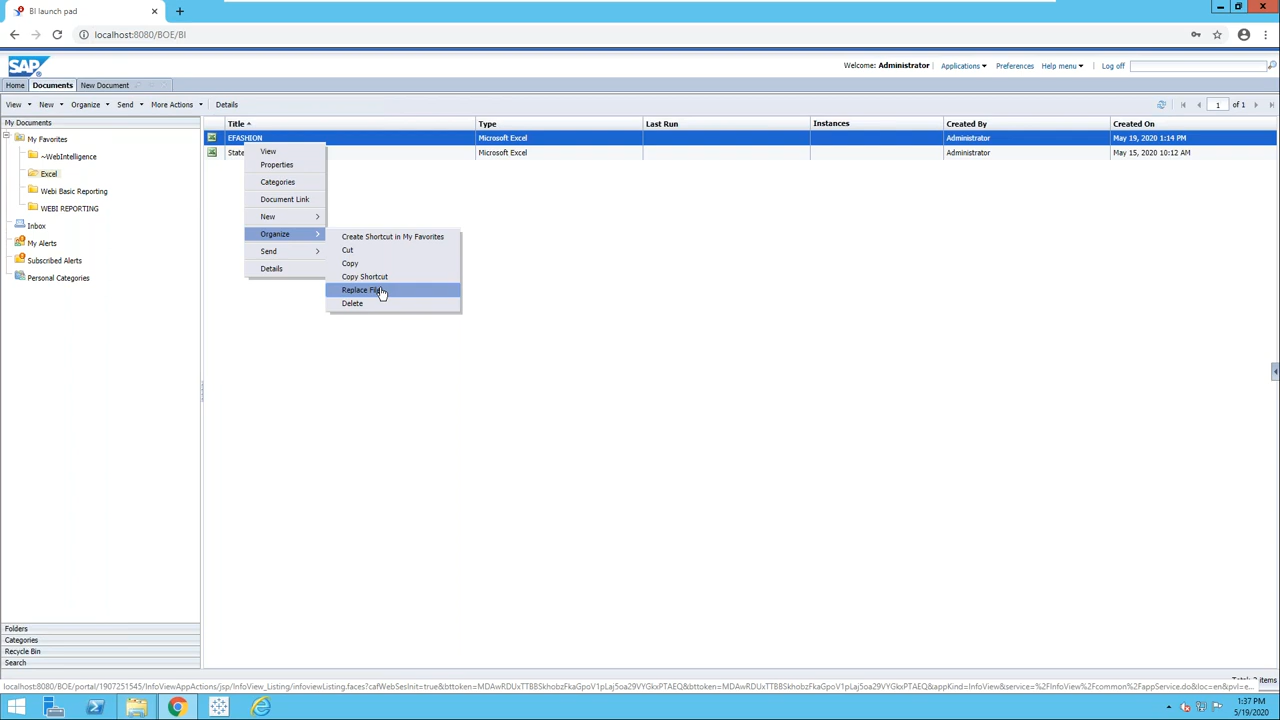 BI launch pad
localhost:8080/BOE/BI
SAP
Welcome: Administrator
Applications
Preferences
Help menu
Log off
Home
Documents
New Document
View
New
Organize
Send
More Actions
Details
1
of 1
My Documents
Title
Type
Last Run
Instances
Created By
Created On
My Favorites
~WebIntelligence
Excel
Webi Basic Reporting
WEBI REPORTING
Inbox
My Alerts
Subscribed Alerts
Personal Categories
EFASHION
Microsoft Excel
Administrator
May 19, 2020 1:14 PM
State
Microsoft Excel
Administrator
May 15, 2020 10:12 AM
View
Properties
Categories
Document Link
New
Organize
Send
Details
Create Shortcut in My Favorites
Cut
Copy
Copy Shortcut
Replace File
Delete
Folders
Categories
Recycle Bin
Search
items
1:37 PM
5/19/2020